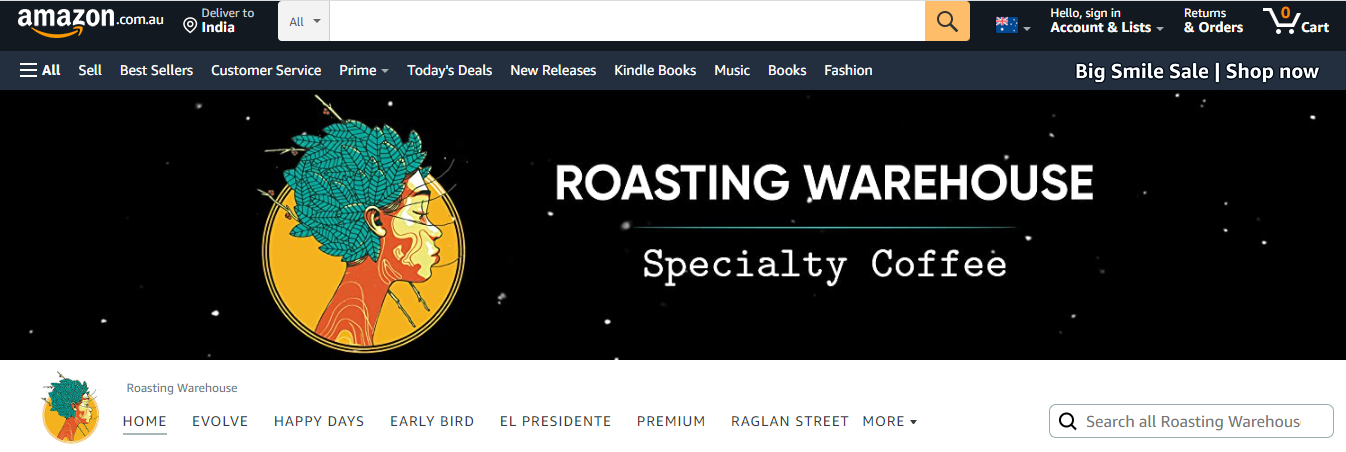 amazon.com.au
Deliver to
India
All
Hello, sign in
Account & Lists
Returns
& Orders
0
Cart
All Sell Best Sellers Customer Service Prime Today's Deals New Releases Kindle Books Music Books Fashion Big Smile Sale | Shop now
ROASTING WAREHOUSE
Specialty Coffee
Roasting Warehouse
HOME EVOLVE HAPPY DAYS EARLY BIRD EL PRESIDENTE PREMIUM RAGLAN STREET MORE
Search all Roasting Warehous